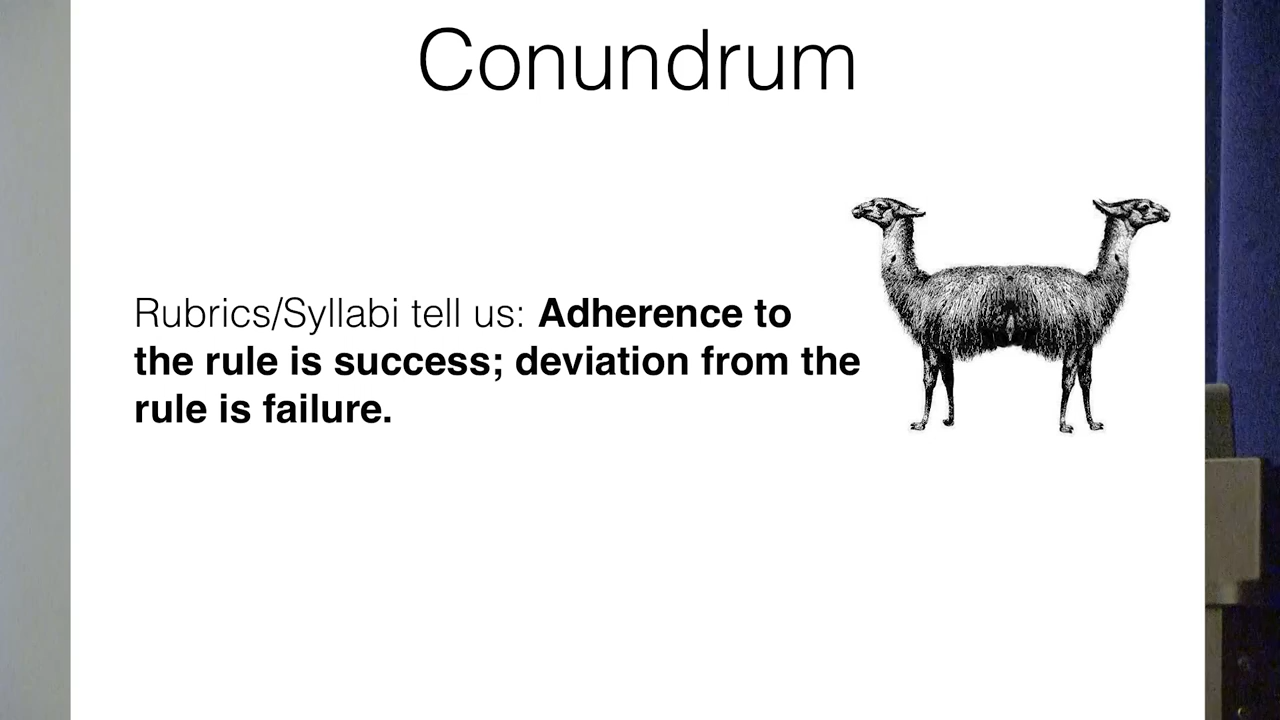 Conundrum
Rubrics/Syllabi tell us: Adherence to
the rule is success; deviation from the
rule is failure.